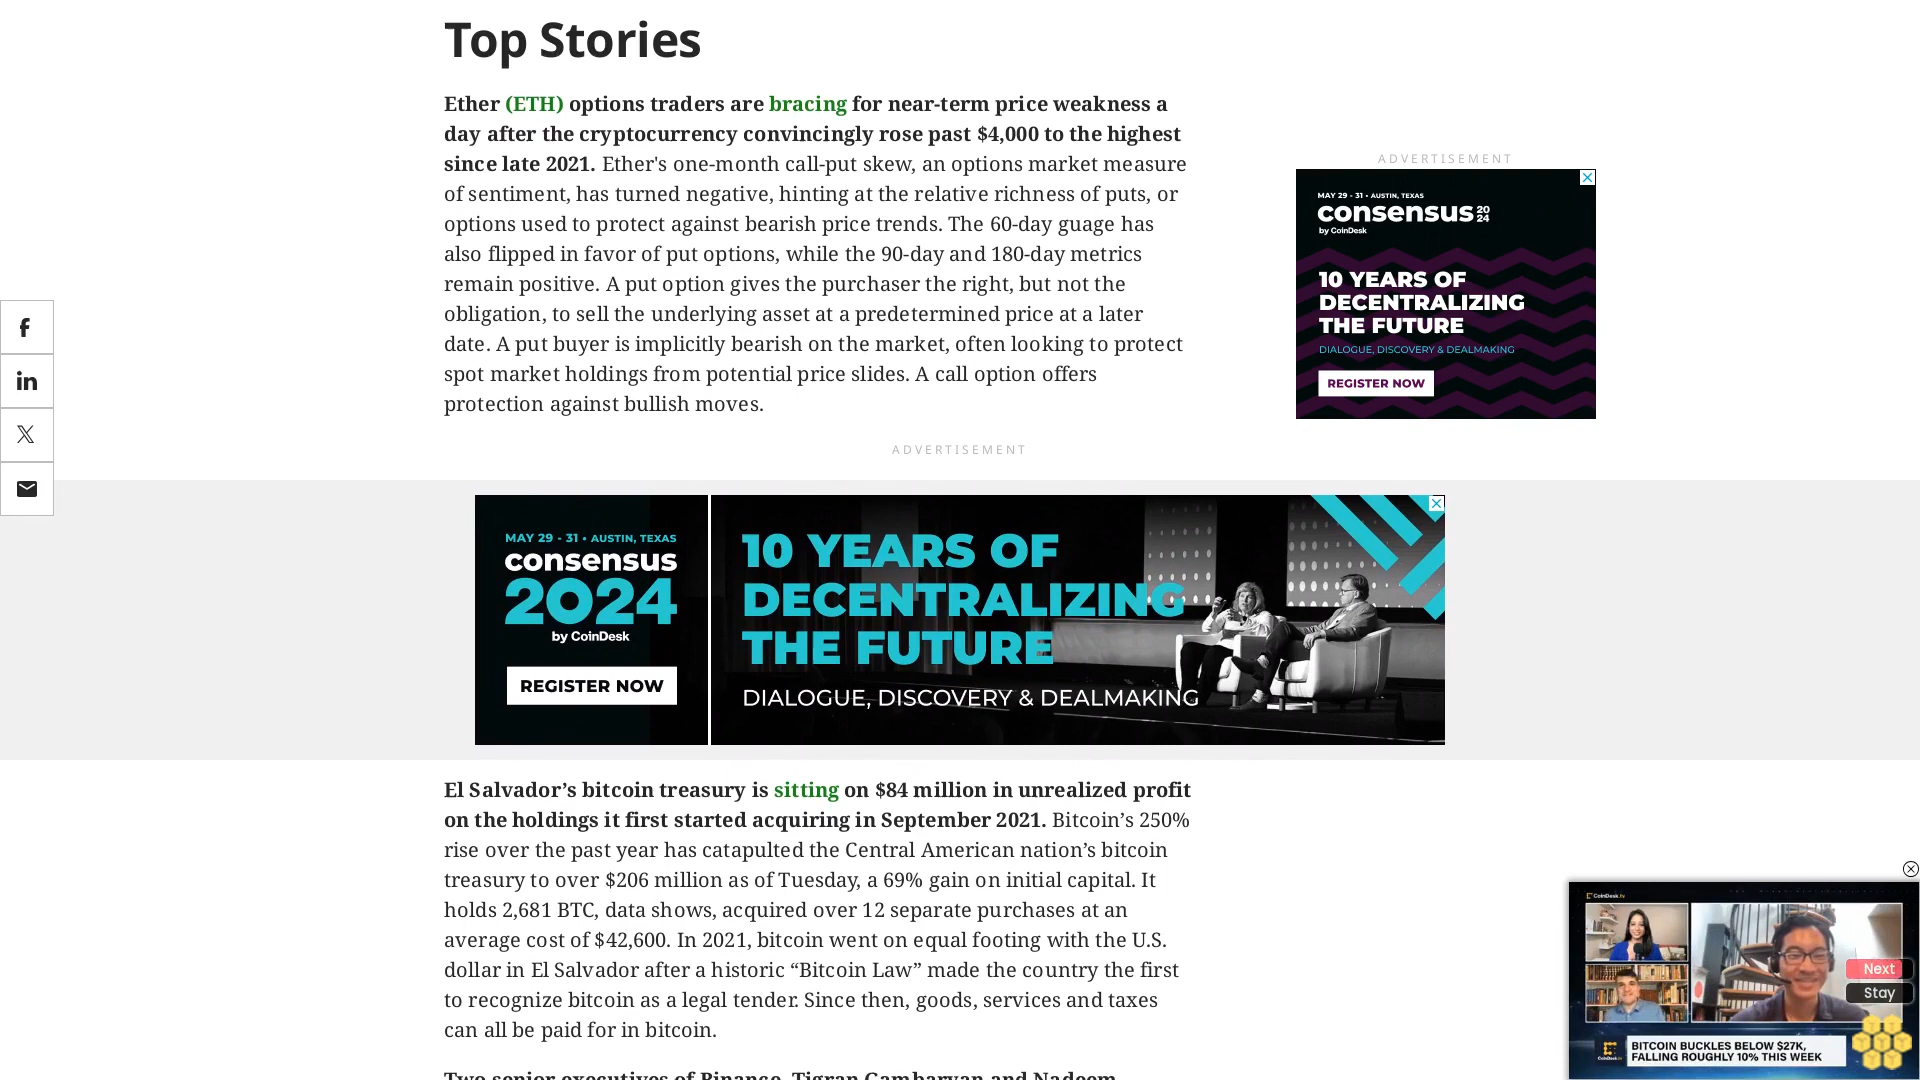 Top Stories
Ether (ETH) options traders are bracing for near-term price weakness a
day after the cryptocurrency convincingly rose past $4,000 to the highest
since late 2021. Ether's one-month call-put skew, an options market measure
of sentiment, has turned negative, hinting at the relative richness of puts, or
options used to protect against bearish price trends. The 60-day guage has
also flipped in favor of put options, while the 90-day and 180-day metrics
remain positive. A put option gives the purchaser the right, but not the
obligation, to sell the underlying asset at a predetermined price at a later
date. A put buyer is implicitly bearish on the market, often looking to protect
spot market holdings from potential price slides. A call option offers
protection against bullish moves.
ADVERTISEMENT
MAY 29 - 31 • AUSTIN, TEXAS
consensus 2024
by CoinDesk
10 YEARS OF
DECENTRALIZING
THE FUTURE
DIALOGUE, DISCOVERY & DEALMAKING
REGISTER NOW
ADVERTISEMENT
MAY 29 - 31 • AUSTIN, TEXAS
consensus
2024
by CoinDesk
REGISTER NOW
10 YEARS OF
DECENTRALIZING
THE FUTURE
DIALOGUE, DISCOVERY & DEALMAKING
El Salvador’s bitcoin treasury is sitting on $84 million in unrealized profit
on the holdings it first started acquiring in September 2021. Bitcoin’s 250%
rise over the past year has catapulted the Central American nation’s bitcoin
treasury to over $206 million as of Tuesday, a 69% gain on initial capital. It
holds 2,681 BTC, data shows, acquired over 12 separate purchases at an
average cost of $42,600. In 2021, bitcoin went on equal footing with the U.S.
dollar in El Salvador after a historic “Bitcoin Law” made the country the first
to recognize bitcoin as a legal tender. Since then, goods, services and taxes
can all be paid for in bitcoin.
Two senior executives of Binance, Tigran Gambaryan and Nadeem
CoinDesk.tv
Next
Stay
BITCOIN BUCKLES BELOW $27K,
FALLING ROUGHLY 10% THIS WEEK